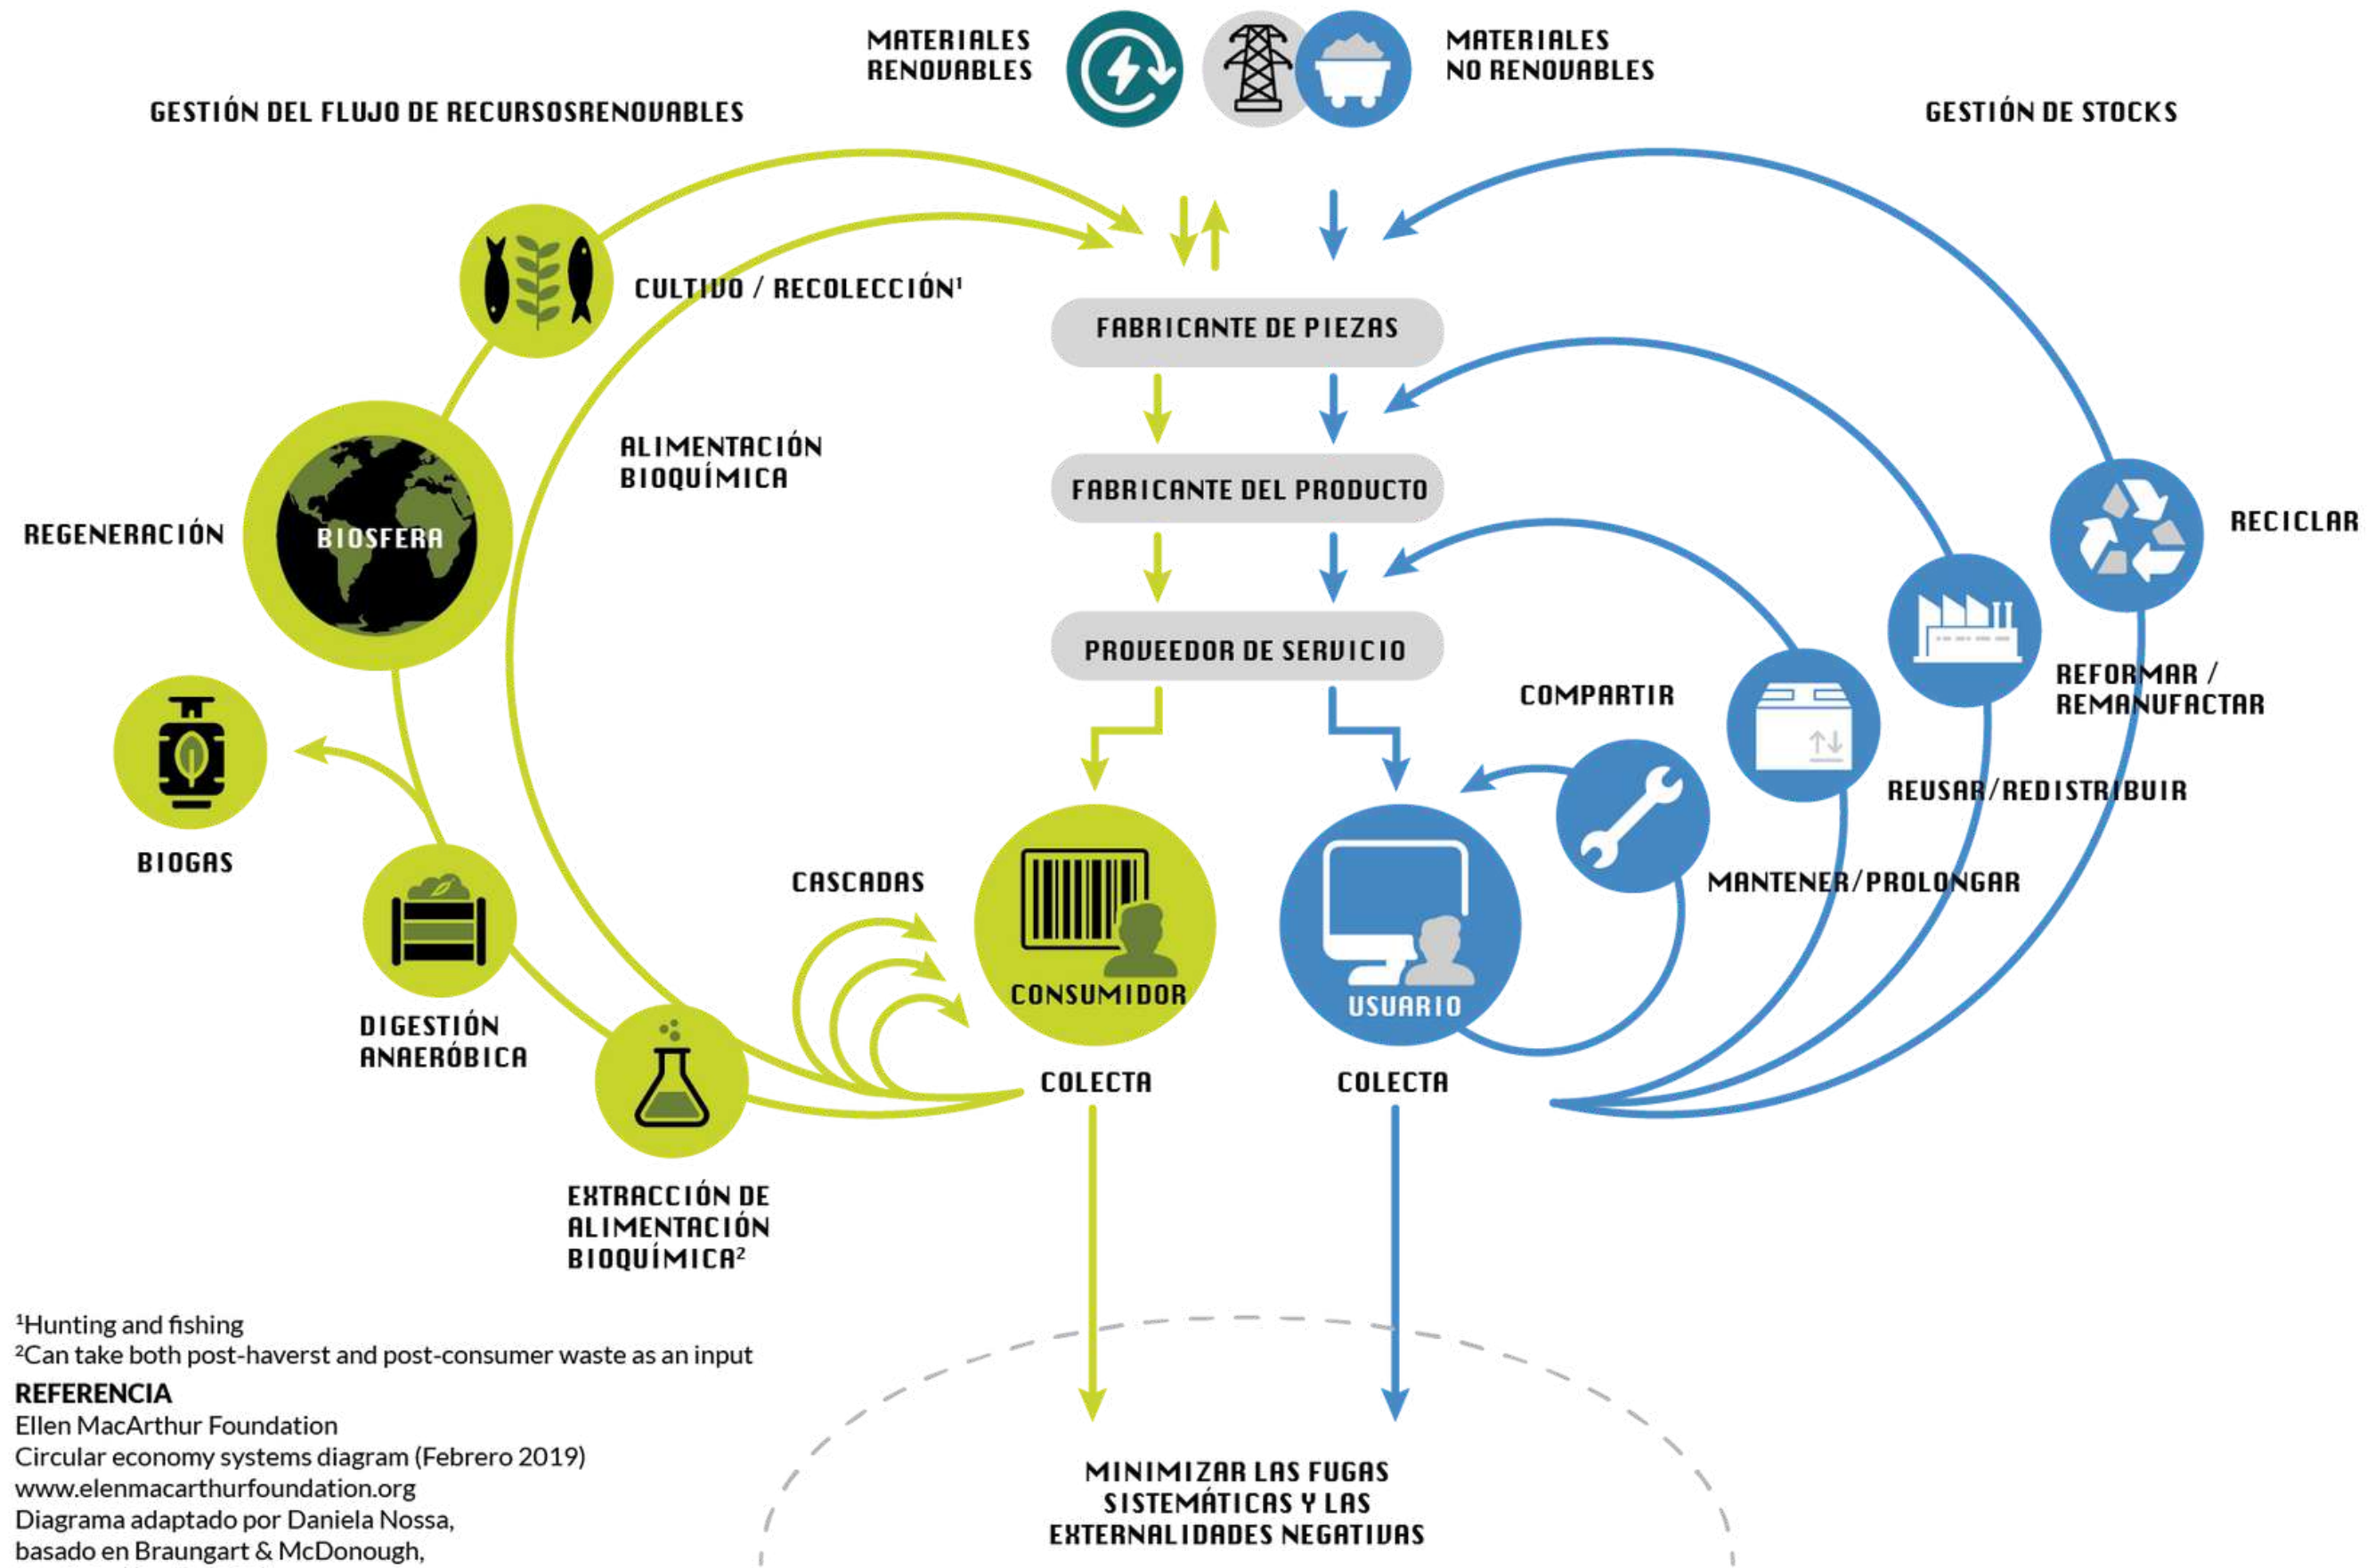 MATERIALES
RENOVABLES
MATERIALES
NO RENOVABLES
GESTIÓN DEL FLUJO DE RECURSOSRENOVABLES
GESTIÓN DE STOCKS
CULTIVO / RECOLECCIÓN¹
FABRICANTE DE PIEZAS
ALIMENTACIÓN
BIOQUÍMICA
FABRICANTE DEL PRODUCTO
REGENERACIÓN
BIOSFERA
RECICLAR
PROVEEDOR DE SERVICIO
REFORMAR /
REMANUFACTAR
COMPARTIR
REUSAR/REDISTRIBUIR
BIOGAS
CASCADAS
MANTENER/PROLONGAR
CONSUMIDOR
USUARIO
DIGESTIÓN
ANAERÓBICA
COLECTA
COLECTA
EXTRACCIÓN DE
ALIMENTACIÓN
BIOQUÍMICA²
¹Hunting and fishing
²Can take both post-haverst and post-consumer waste as an input
REFERENCIA
Ellen MacArthur Foundation
Circular economy systems diagram (Febrero 2019)
www.elenmacarthurfoundation.org
Diagrama adaptado por Daniela Nossa,
basado en Braungart & McDonough,
MINIMIZAR LAS FUGAS
SISTEMÁTICAS Y LAS
EXTERNALIDADES NEGATIVAS